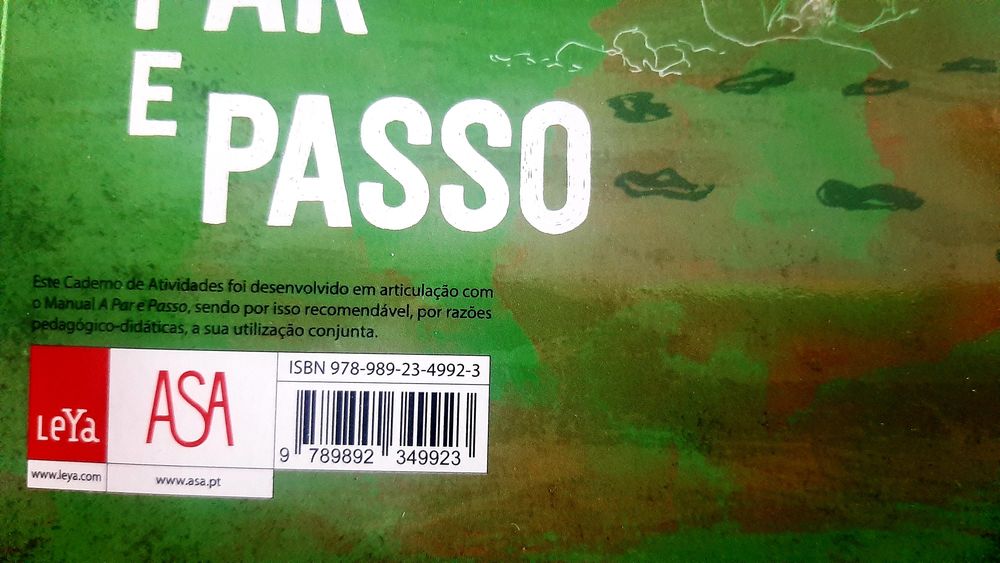 PAR
E
PASSO
Este Caderno de Atividades foi desenvolvido em articulação com
o Manual A Par e Passo, sendo por isso recomendável, por razões
pedagógico-didáticas, a sua utilização conjunta.
LeYa
www.leya.com
ASA
www.asa.pt
ISBN 978-989-23-4992-3
9 789892 349923